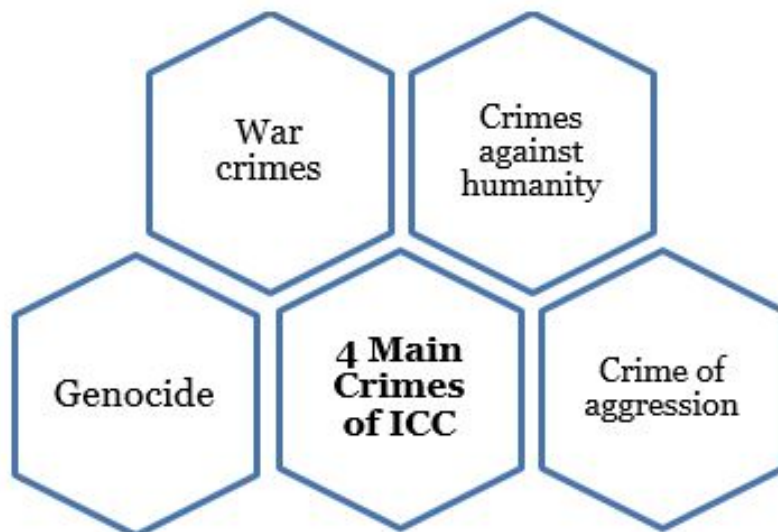 War
crimes
Crimes
against
humanity
Genocide
4 Main
Crimes
of ICC
Crime of
aggression